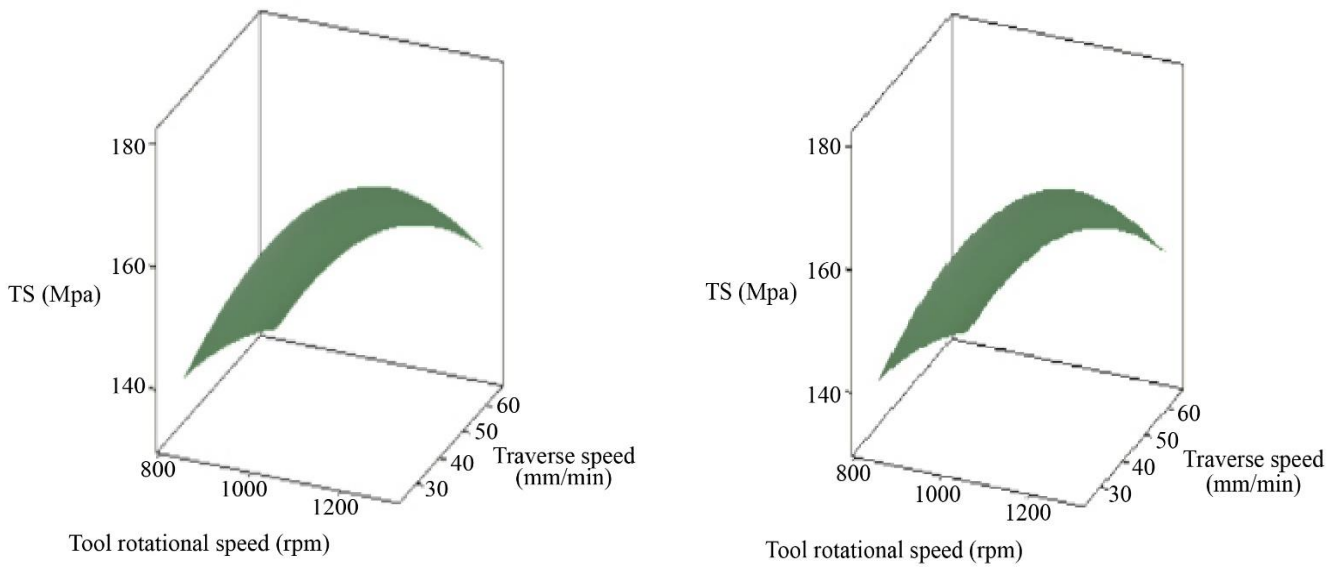 180
160
TS (Mpa)
140
60
50
Traverse speed
40
(mm/min)
30
800
1000
1200
Tool rotational speed (rpm)
180
160
TS (Mpa)
140
60
50
Traverse speed
40
(mm/min)
30
800
1000
1200
Tool rotational speed (rpm)